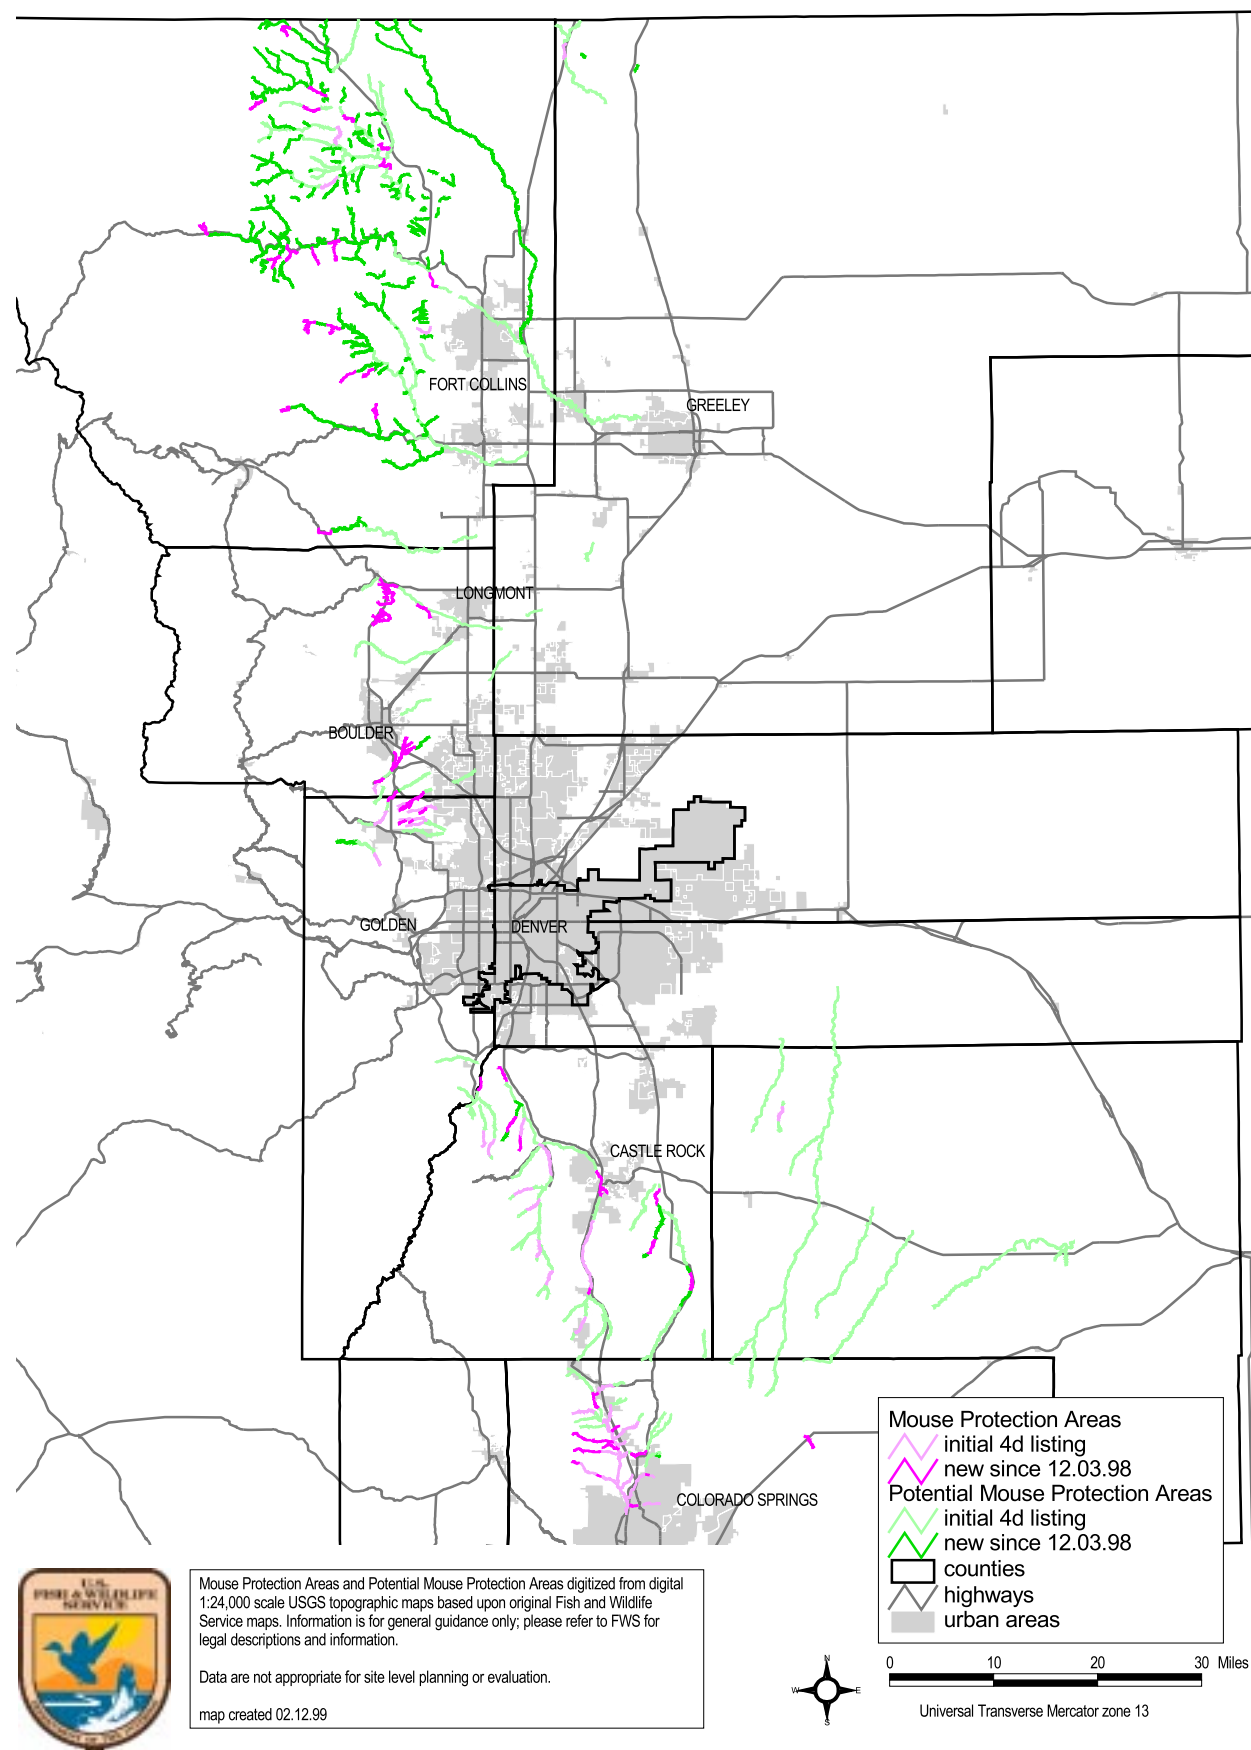 FORT COLLINS
GREELEY
LONGMONT
BOULDER
GOLDEN
DENVER
CASTLE ROCK
COLORADO SPRINGS
Mouse Protection Areas
initial 4d listing
new since 12.03.98
Potential Mouse Protection Areas
initial 4d listing
new since 12.03.98
counties
highways
urban areas
U.S.
FISH & WILDLIFE
SERVICE
DEPARTMENT OF THE INTERIOR
Mouse Protection Areas and Potential Mouse Protection Areas digitized from digital
1:24,000 scale USGS topographic maps based upon original Fish and Wildlife
Service maps. Information is for general guidance only; please refer to FWS for
legal descriptions and information.
Data are not appropriate for site level planning or evaluation.
map created 02.12.99
N
W
E
S
0 10 20 30 Miles
Universal Transverse Mercator zone 13